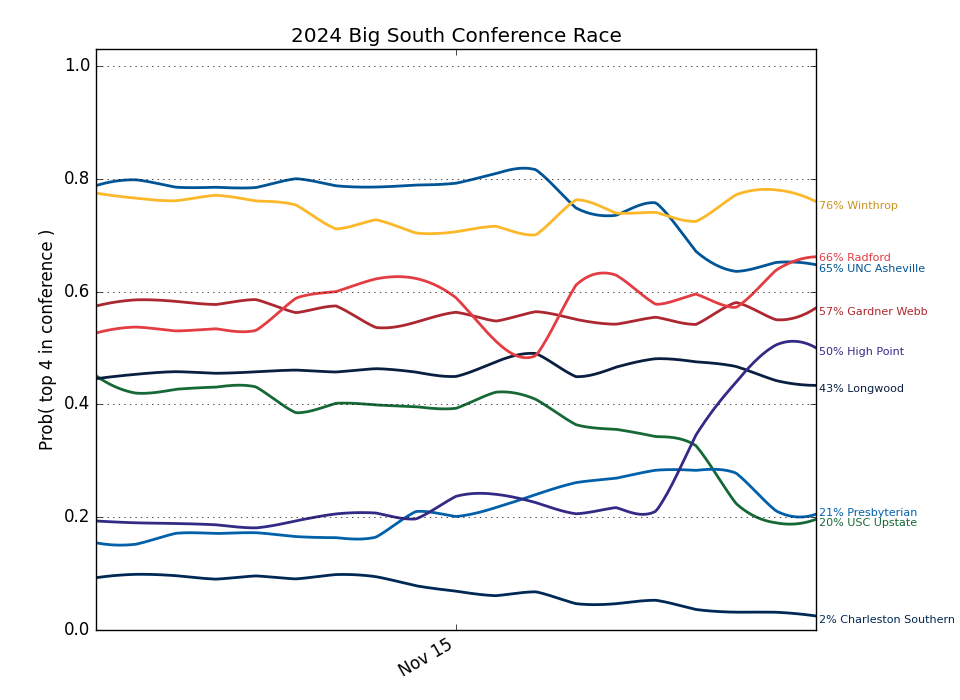 2024 Big South Conference Race
Prob( top 4 in conference )
1.0
0.8
0.6
0.4
0.2
0.0
Nov 15
76% Winthrop
66% Radford
65% UNC Asheville
57% Gardner Webb
50% High Point
43% Longwood
21% Presbyterian
20% USC Upstate
2% Charleston Southern